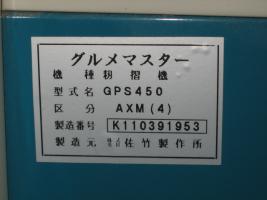 グルメマスター
機種籾摺機
型式名 GPS450
区分 AXM(4)
製造番号 K110391953
製造元 株式会社 佐竹製作所